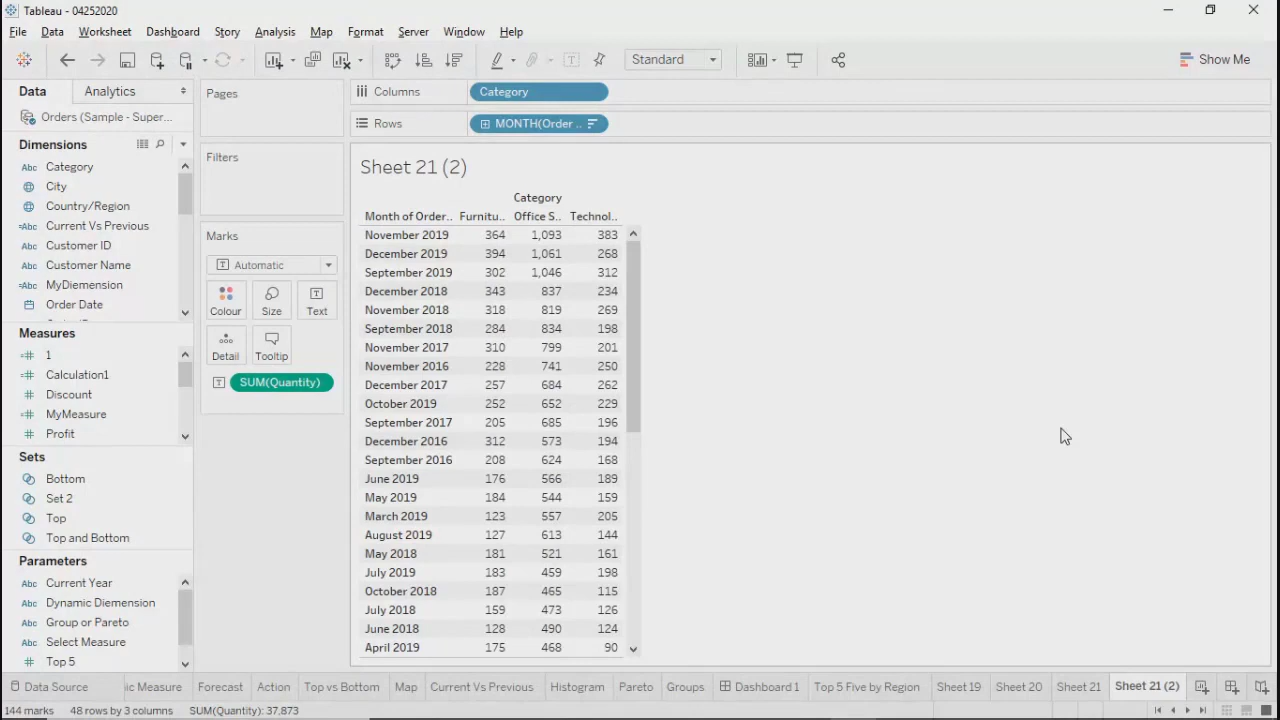 Tableau - 04252020
File Data Worksheet Dashboard Story Analysis Map Format Server Window Help
Standard
Show Me
Data Analytics
Orders (Sample - Super...
Dimensions
Abc Category
City
Country/Region
=Abc Current Vs Previous
Abc Customer ID
Abc Customer Name
=Abc MyDiemension
Order Date
Measures
1
Calculation1
Discount
MyMeasure
Profit
Sets
Bottom
Set 2
Top
Top and Bottom
Parameters
Abc Current Year
Abc Dynamic Diemension
Abc Group or Pareto
Abc Select Measure
# Top 5
Pages
Filters
Marks
T Automatic
Colour Size Text
Detail Tooltip
T SUM(Quantity)
Columns Category
Rows MONTH(Order ..
Sheet 21 (2)
Category
Month of Order.. Furnitu.. Office S.. Technol..
November 2019 364 1,093 383
December 2019 394 1,061 268
September 2019 302 1,046 312
December 2018 343 837 234
November 2018 318 819 269
September 2018 284 834 198
November 2017 310 799 201
November 2016 228 741 250
December 2017 257 684 262
October 2019 252 652 229
September 2017 205 685 196
December 2016 312 573 194
September 2016 208 624 168
June 2019 176 566 189
May 2019 184 544 159
March 2019 123 557 205
August 2019 127 613 144
May 2018 181 521 161
July 2019 183 459 198
October 2018 187 465 115
July 2018 159 473 126
June 2018 128 490 124
April 2019 175 468 90
Data Source ic Measure Forecast Action Top vs Bottom Map Current Vs Previous Histogram Pareto Groups Dashboard 1 Top 5 Five by Region Sheet 19 Sheet 20 Sheet 21 Sheet 21 (2)
144 marks 48 rows by 3 columns SUM(Quantity): 37,873